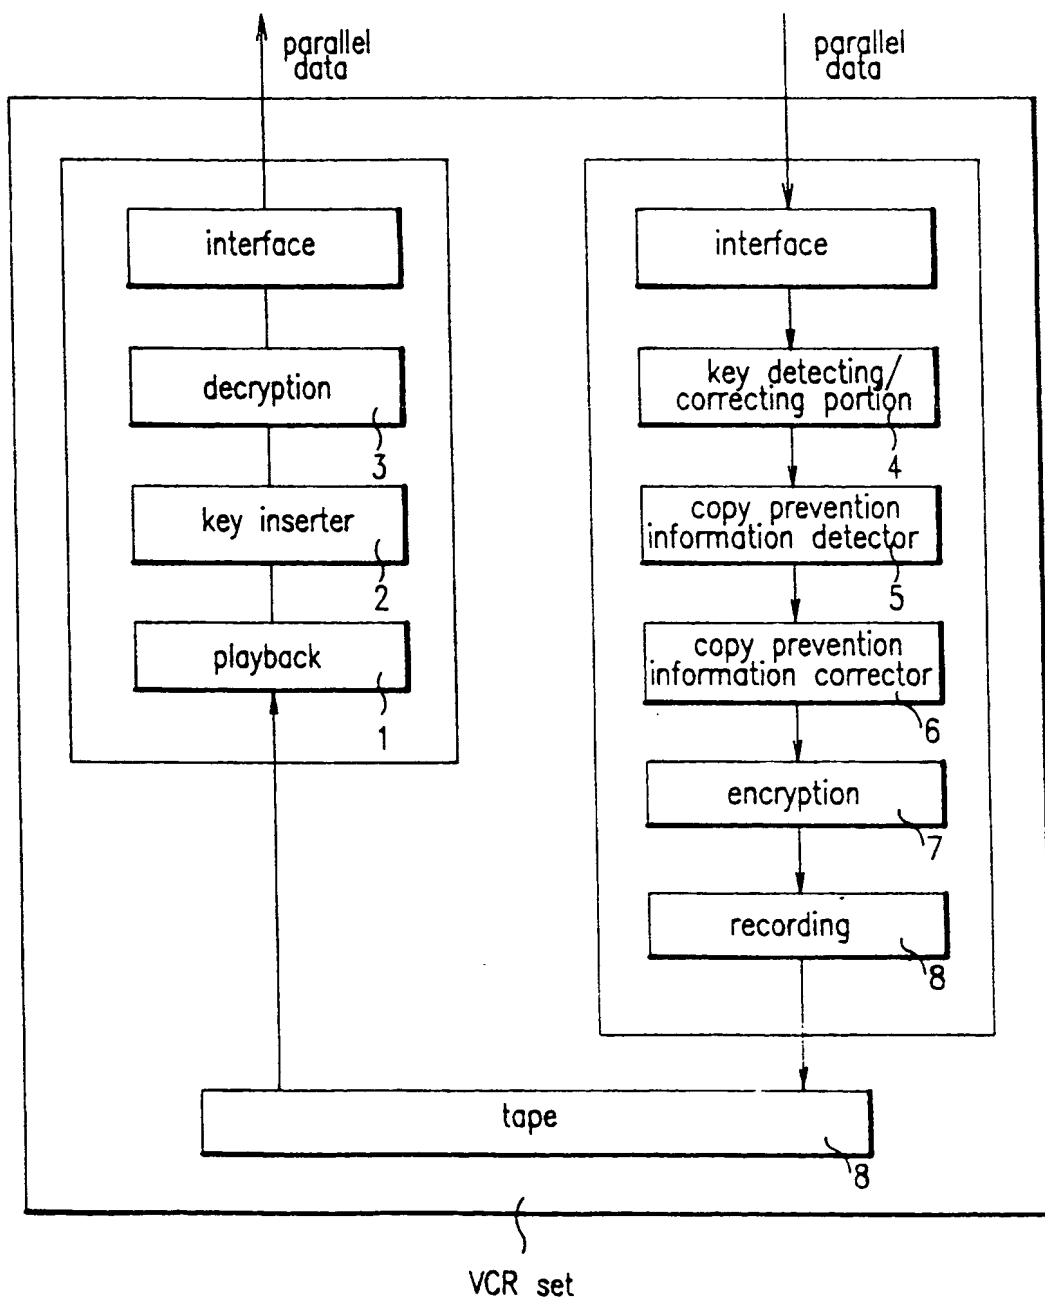 parallel
data
parallel
data
interface
decryption
3
key inserter
2
playback
1
interface
key detecting/
correcting portion
4
copy prevention
information detector
5
copy prevention
information corrector
6
encryption
7
recording
8
tape
8
VCR set